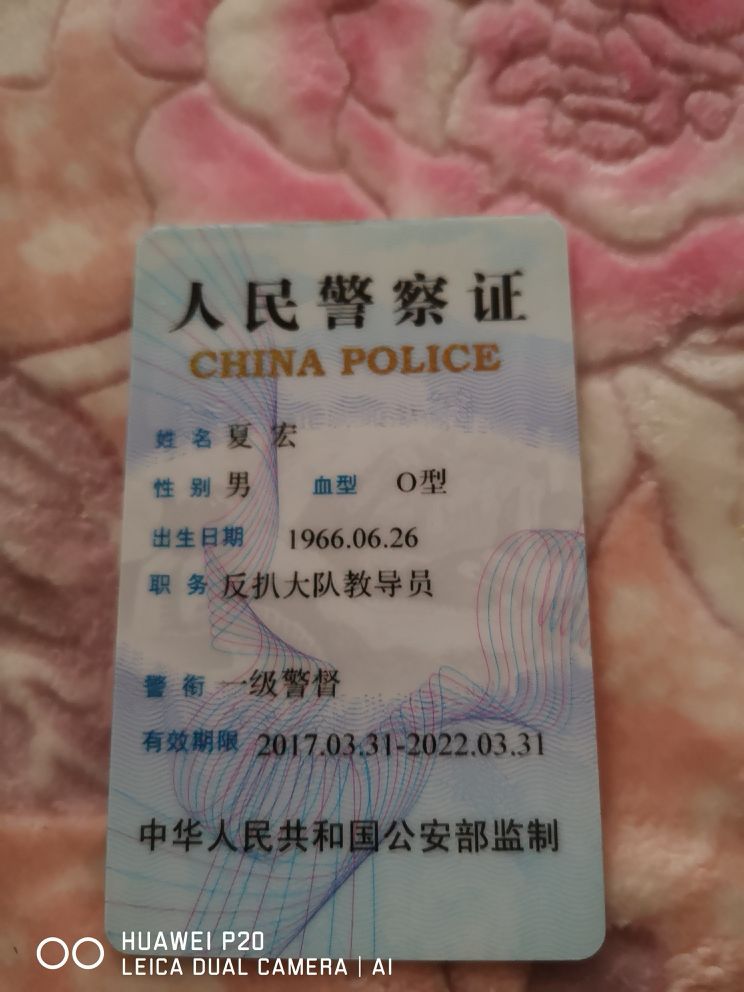 人民警察证
CHINA POLICE
姓名 夏宏
性别 男 血型 O型
出生日期 1966.06.26
职务 反扒大队教导员
警衔 一级警督
有效期限 2017.03.31-2022.03.31
中华人民共和国公安部监制
HUAWEI P20
LEICA DUAL CAMERA | AI